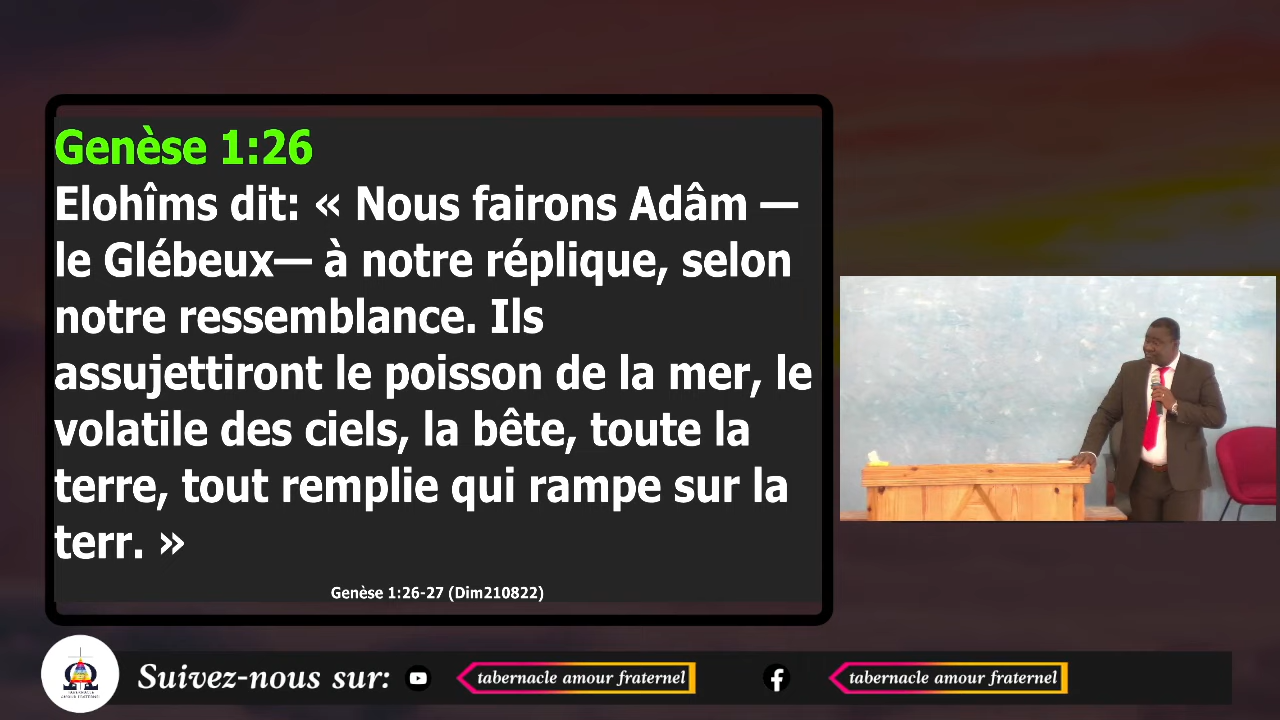 Genèse 1:26
Elohîms dit: « Nous fairons Adâm —
le Glébeux— à notre réplique, selon
notre ressemblance. Ils
assujettiront le poisson de la mer, le
volatile des ciels, la bête, toute la
terre, tout remplie qui rampe sur la
terr. »
Genèse 1:26-27 (Dim210822)
Suivez-nous sur:
tabernacle amour fraternel
tabernacle amour fraternel